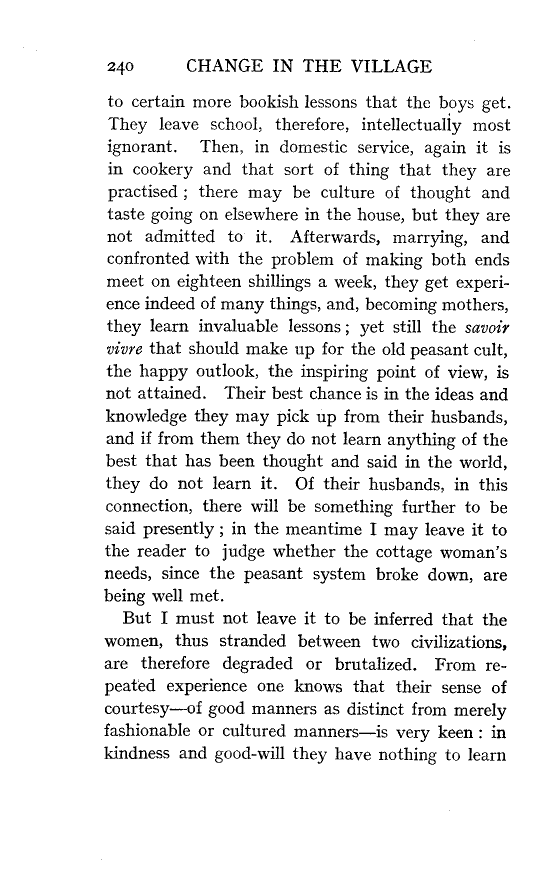 240 CHANGE IN THE VILLAGE
to certain more bookish lessons that the boys get.
They leave school, therefore, intellectually most
ignorant. Then, in domestic service, again it is
in cookery and that sort of thing that they are
practised ; there may be culture of thought and
taste going on elsewhere in the house, but they are
not admitted to it. Afterwards, marrying, and
confronted with the problem of making both ends
meet on eighteen shillings a week, they get experi-
ence indeed of many things, and, becoming mothers,
they learn invaluable lessons ; yet still the savoir
vivre that should make up for the old peasant cult,
the happy outlook, the inspiring point of view, is
not attained. Their best chance is in the ideas and
knowledge they may pick up from their husbands,
and if from them they do not learn anything of the
best that has been thought and said in the world,
they do not learn it. Of their husbands, in this
connection, there will be something further to be
said presently ; in the meantime I may leave it to
the reader to judge whether the cottage woman's
needs, since the peasant system broke down, are
being well met.
But I must not leave it to be inferred that the
women, thus stranded between two civilizations,
are therefore degraded or brutalized. From re-
peated experience one knows that their sense of
courtesy—of good manners as distinct from merely
fashionable or cultured manners—is very keen : in
kindness and good-will they have nothing to learn